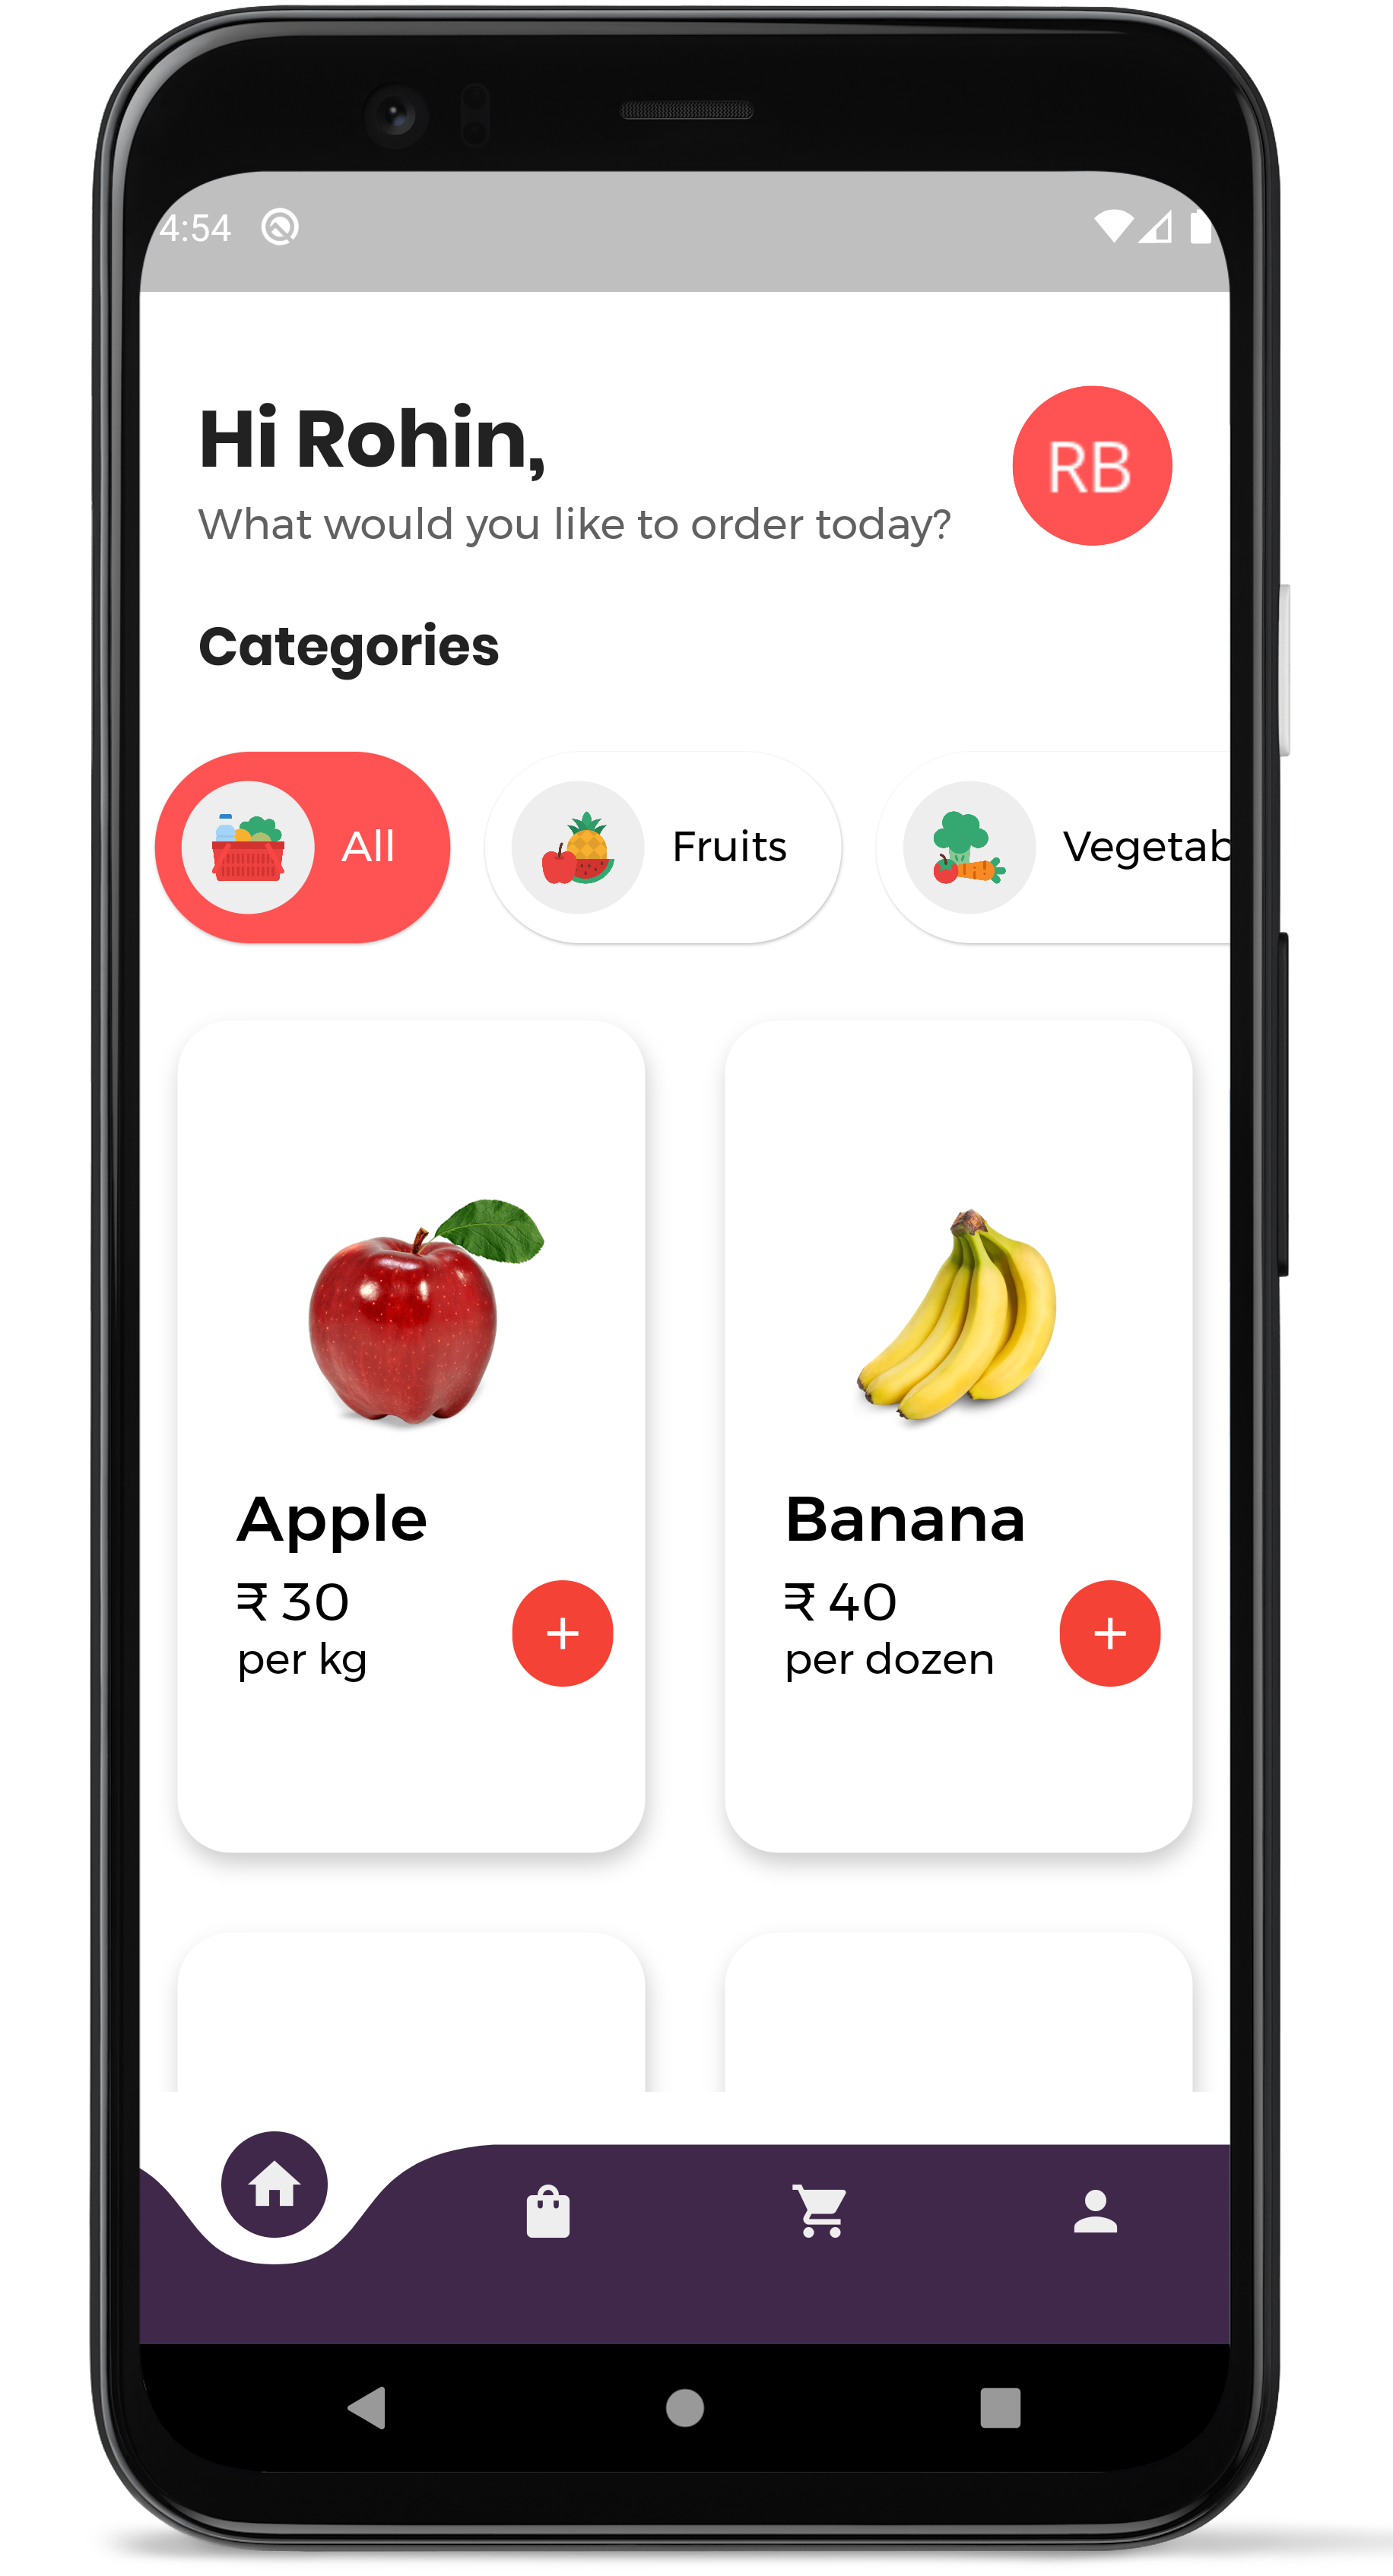 4:54
Hi Rohin,
What would you like to order today?
RB
Categories
All
Fruits
Vegetab
Apple
₹ 30
per kg
+
Banana
₹ 40
per dozen
+